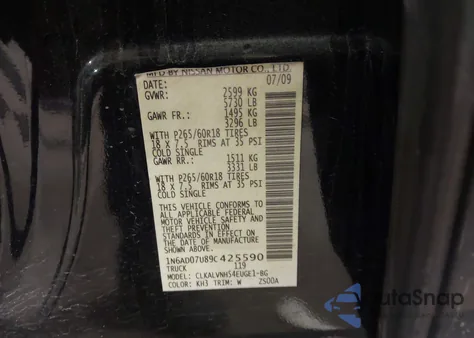 MFD BY NISSAN MOTOR CO., LTD.
DATE: 07/09
GVWR: 2599 KG
5730 LB
GAWR FR: 1495 KG
3296 LB
WITH P265/60R18 TIRES
18 x 7.5 RIMS AT 35 PSI
COLD SINGLE
GAWR RR: 1511 KG
3331 LB
WITH P265/60R18 TIRES
18 x 7.5 RIMS AT 35 PSI
COLD SINGLE
THIS VEHICLE CONFORMS TO
ALL APPLICABLE FEDERAL
MOTOR VEHICLE SAFETY AND
THEFT PREVENTION
STANDARDS IN EFFECT ON
THE DATE OF MANUFACTURE
SHOWN ABOVE.
1N6AD07U89C425590
TRUCK 119
MODEL: CLKALVNH54EUGE1-BG
COLOR: KH3 TRIM: W ZS00A
AutoSnap